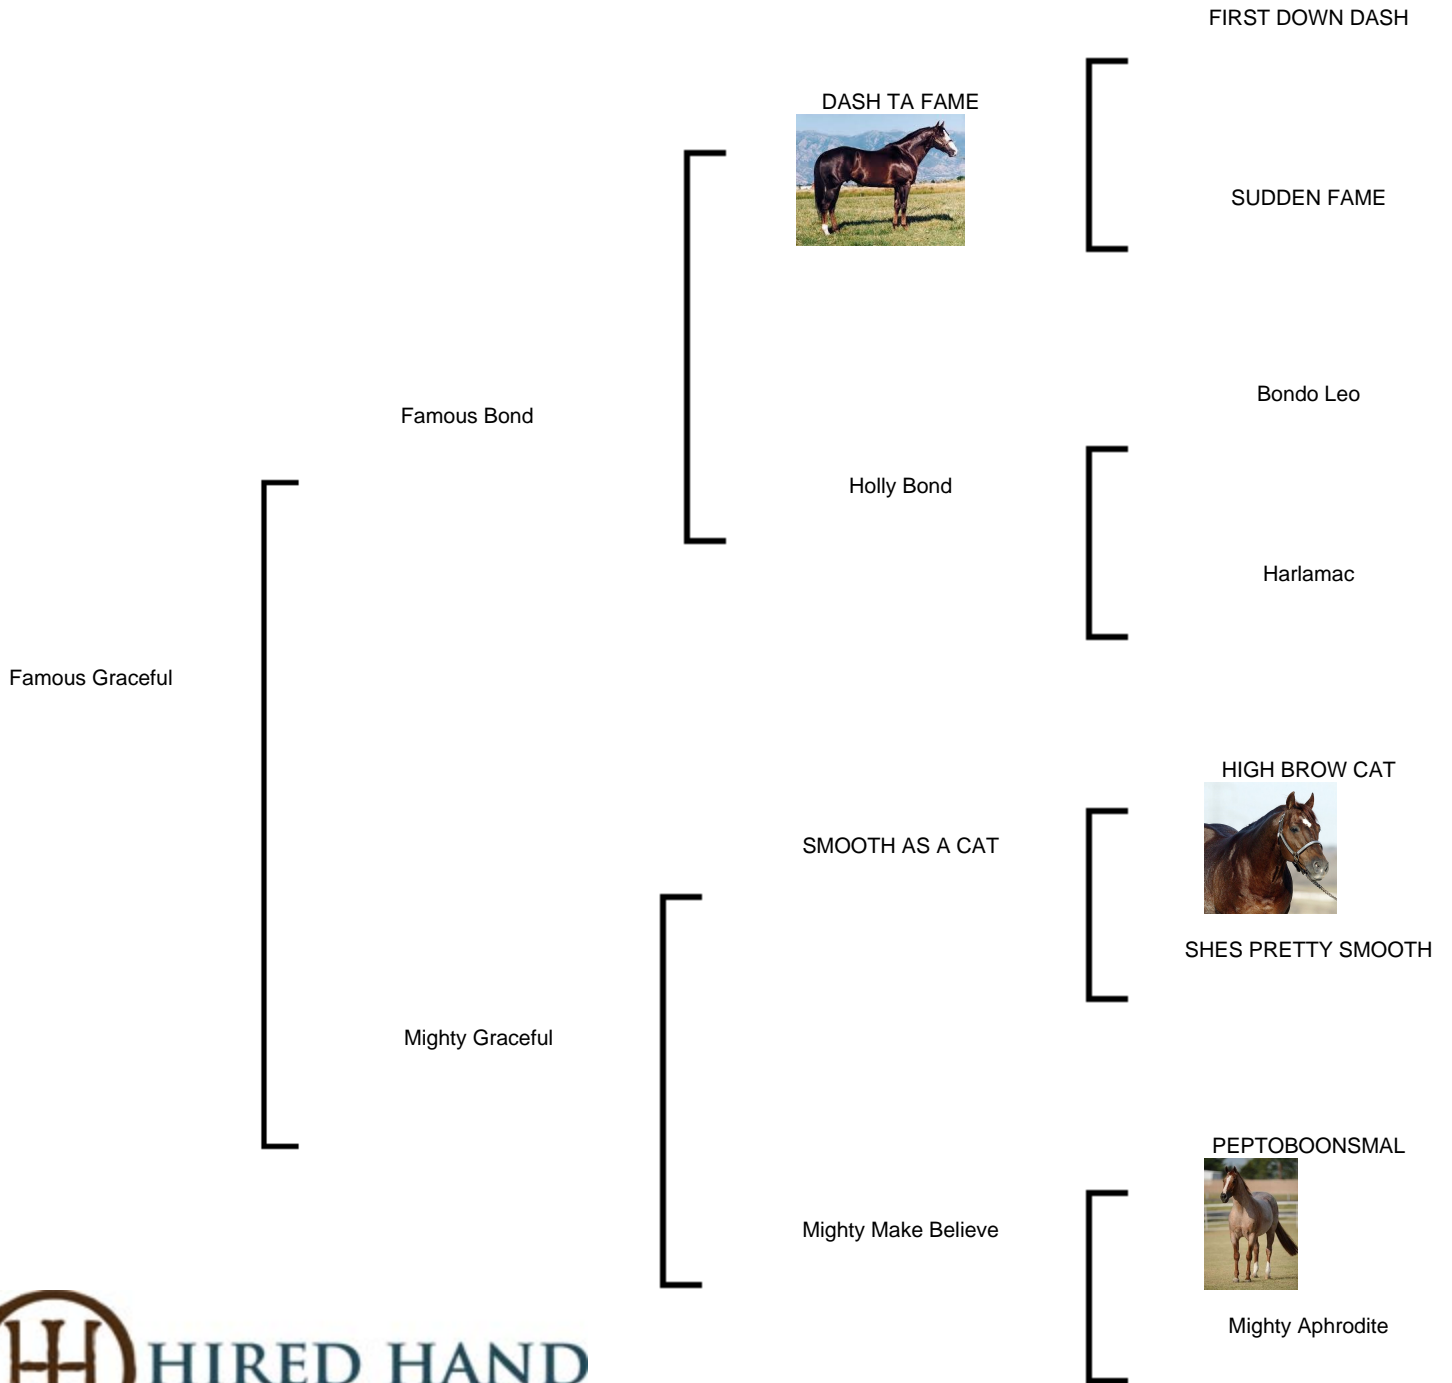 FIRST DOWN DASH
DASH TA FAME
SUDDEN FAME
Bondo Leo
Famous Bond
Holly Bond
Harlamac
Famous Graceful
HIGH BROW CAT
SMOOTH AS A CAT
SHES PRETTY SMOOTH
Mighty Graceful
PEPTOBOONSMAL
Mighty Make Believe
Mighty Aphrodite
HH HIRED HAND